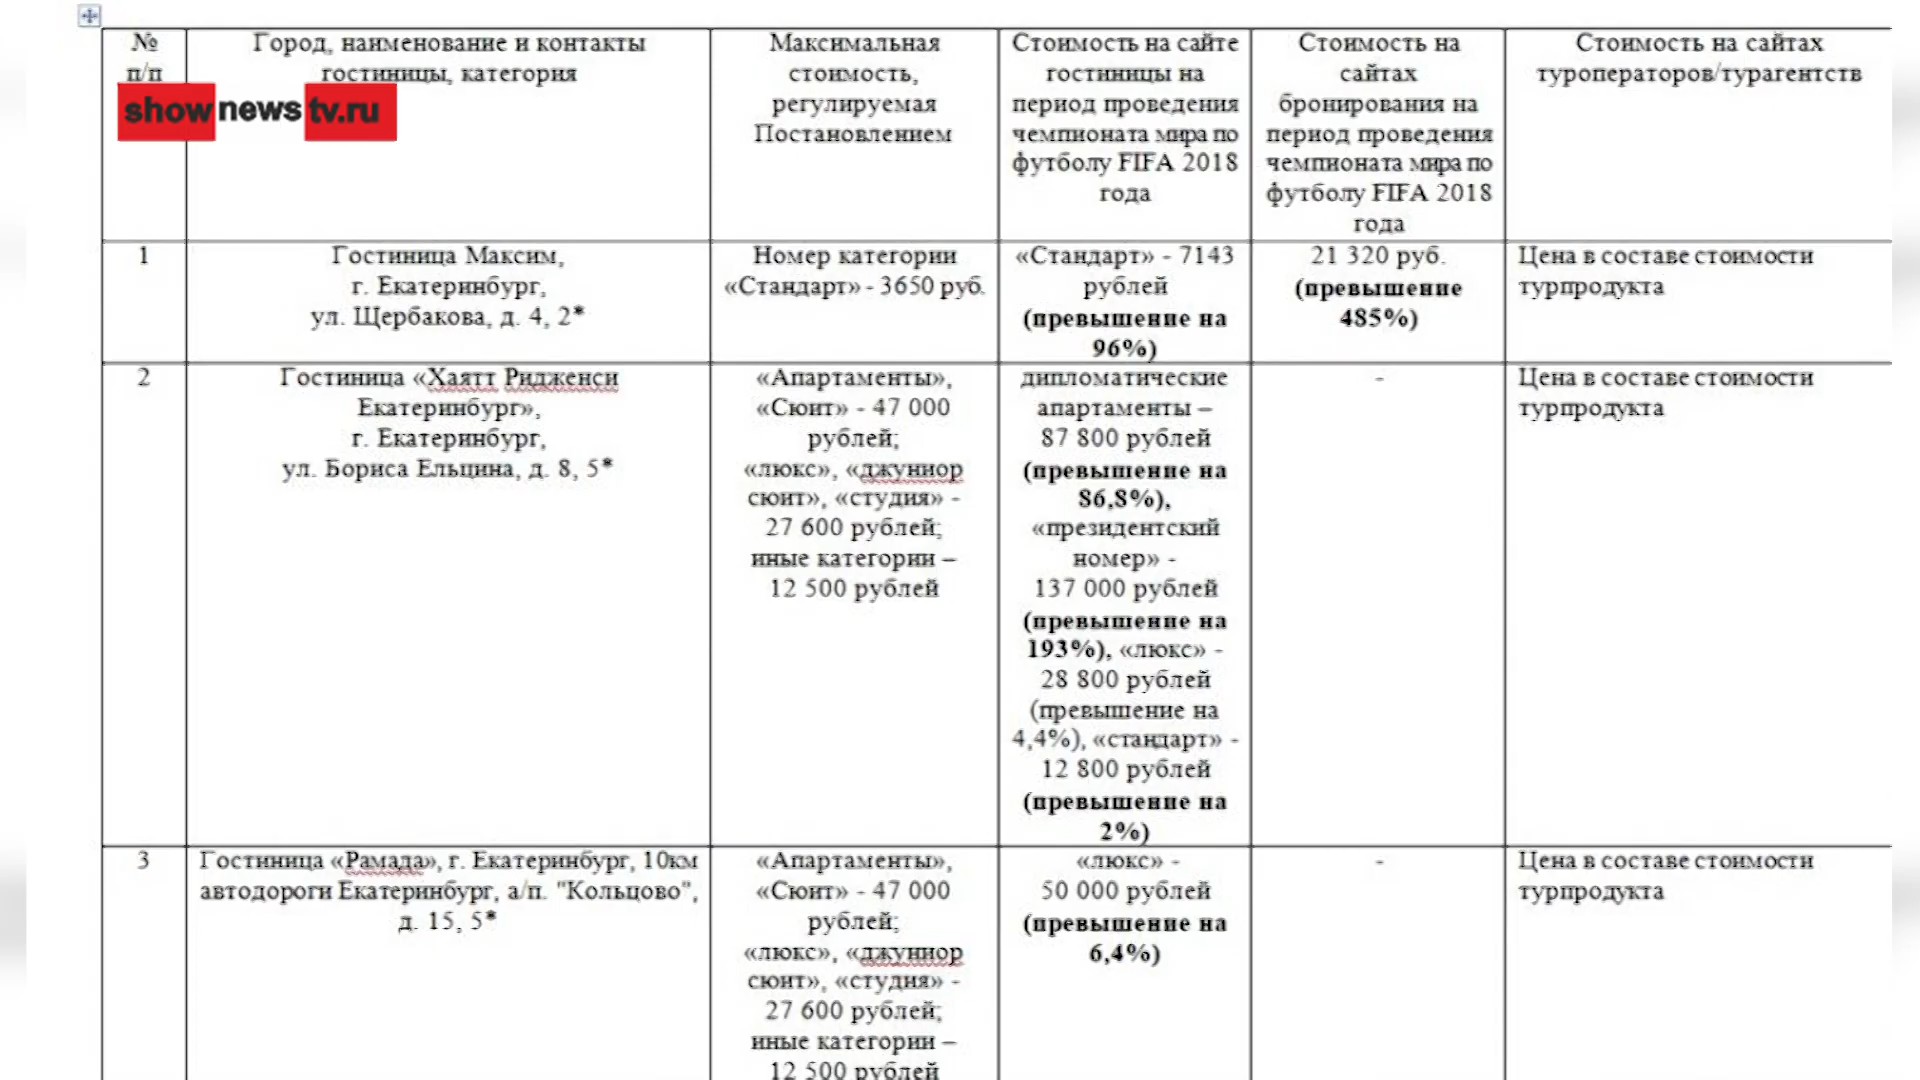 №
п/п
Город, наименование и контакты
гостиницы, категория
Максимальная
стоимость,
регулируемая
Постановлением
Стоимость на сайте
гостиницы на
период проведения
чемпионата мира по
футболу FIFA 2018
года
Стоимость на
сайтах
бронирования на
период проведения
чемпионата мира по
футболу FIFA 2018
года
Стоимость на сайтах
туроператоров/турагентств
shownewstv.ru
1
Гостиница Максим,
г. Екатеринбург,
ул. Щербакова, д. 4, 2*
Номер категории
«Стандарт» - 3650 руб.
«Стандарт» - 7143
рублей
(превышение на
96%)
21 320 руб.
(превышение
485%)
Цена в составе стоимости
турпродукта
2
Гостиница «Хаятт Ридженси
Екатеринбург»,
г. Екатеринбург,
ул. Бориса Ельцина, д. 8, 5*
«Апартаменты»,
«Сюит» - 47 000
рублей;
«люкс», «джуниор
сюит», «студия» -
27 600 рублей;
иные категории –
12 500 рублей
дипломатические
апартаменты –
87 800 рублей
(превышение на
86,8%),
«президентский
номер» -
137 000 рублей
(превышение на
193%), «люкс» -
28 800 рублей
(превышение на
4,4%), «стандарт» -
12 800 рублей
(превышение на
2%)
-
Цена в составе стоимости
турпродукта
3
Гостиница «Рамада», г. Екатеринбург, 10км
автодороги Екатеринбург, а/п. "Кольцово",
д. 15, 5*
«Апартаменты»,
«Сюит» - 47 000
рублей;
«люкс», «джуниор
сюит», «студия» -
27 600 рублей;
иные категории –
12 500 рублей
«люкс» -
50 000 рублей
(превышение на
6,4%)
-
Цена в составе стоимости
турпродукта